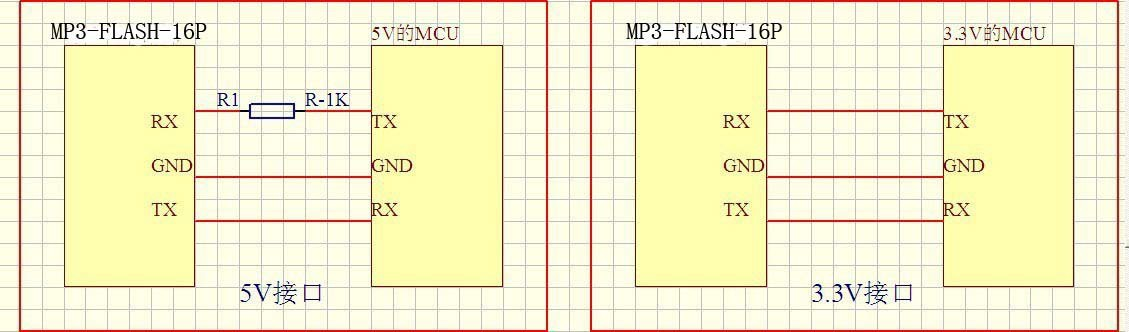 MP3-FLASH-16P
5V的MCU
R1
R-1K
RX
TX
GND
GND
TX
RX
5V接口
MP3-FLASH-16P
3.3V的MCU
RX
TX
GND
GND
TX
RX
3.3V接口